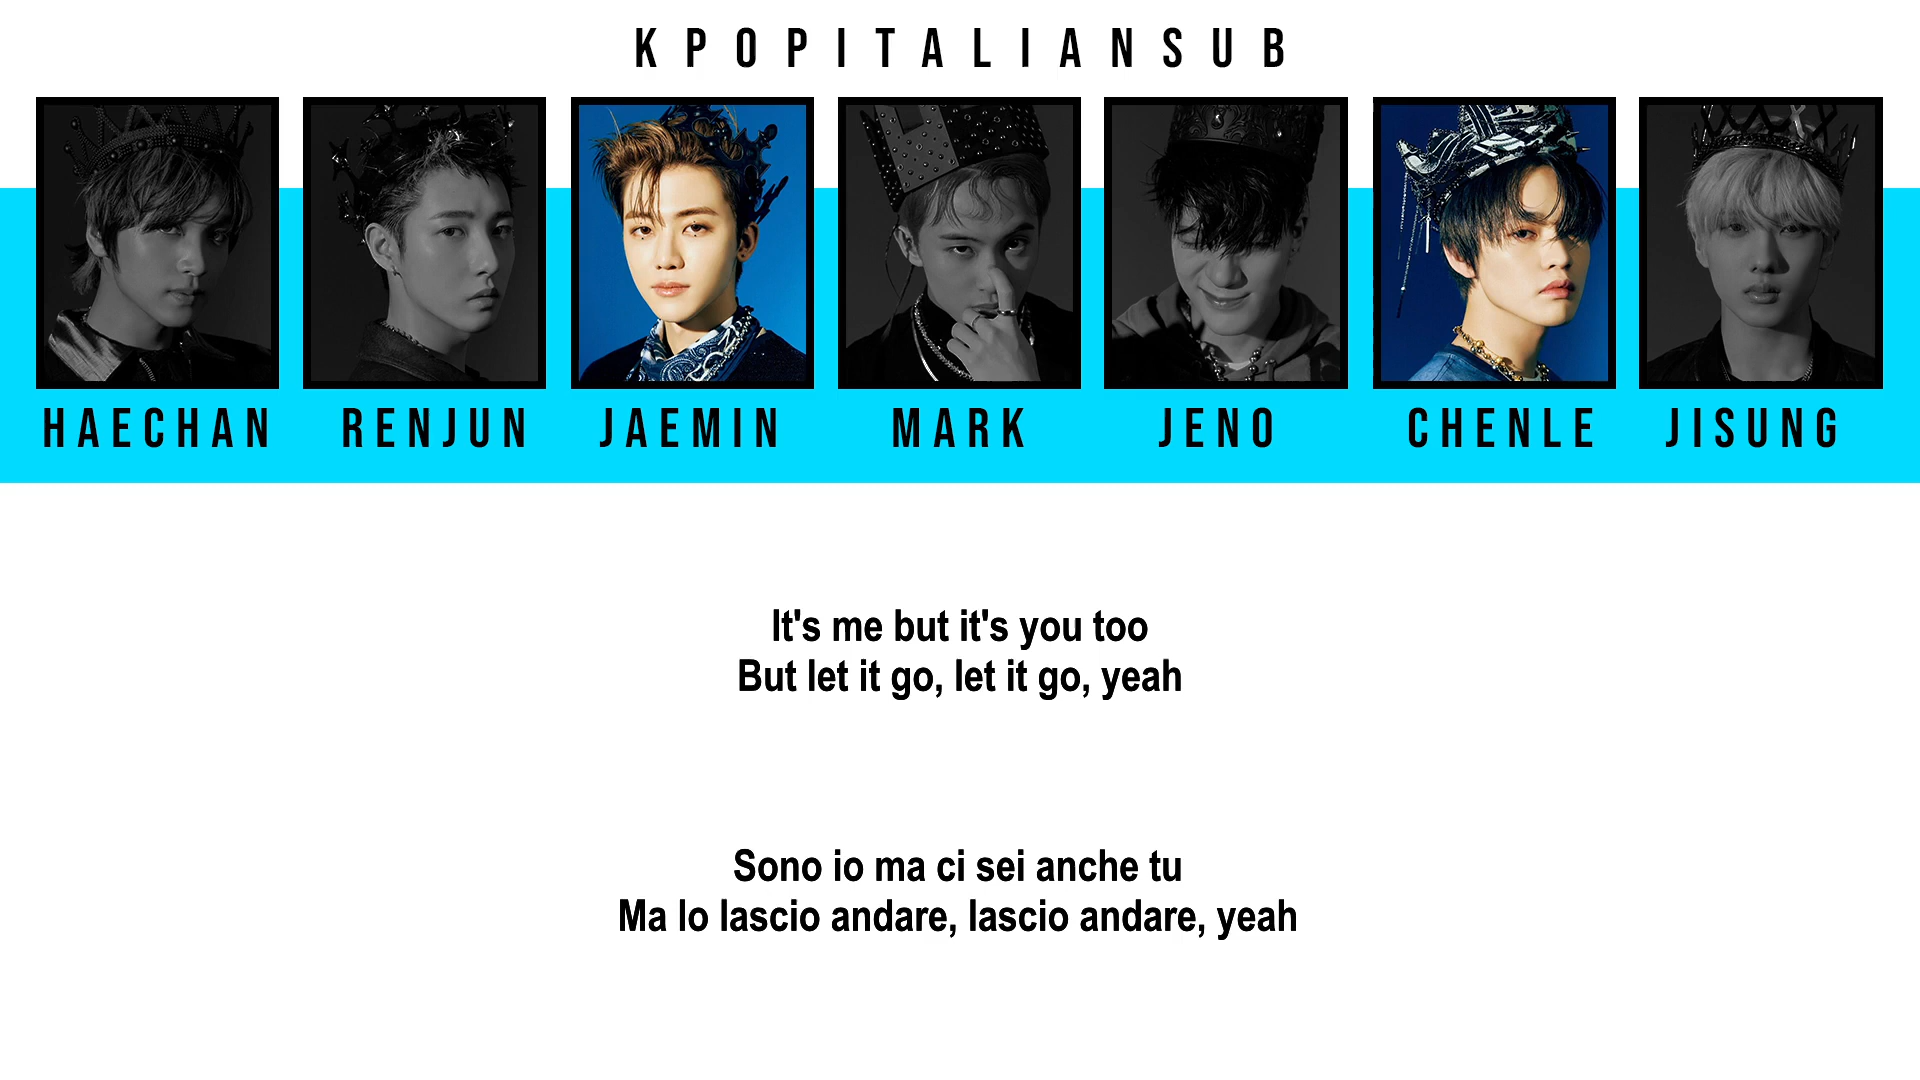 KPOPITALIANSUB
HAECHAN RENJUN JAEMIN MARK JENO CHENLE JISUNG
It's me but it's you too
But let it go, let it go, yeah
Sono io ma ci sei anche tu
Ma lo lascio andare, lascio andare, yeah